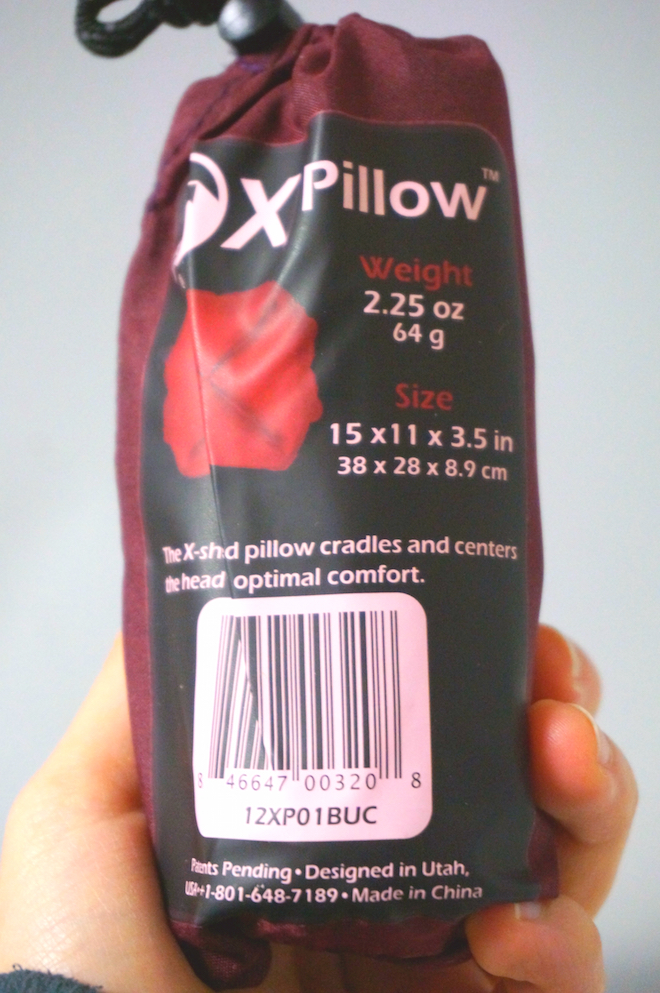 XPillow™
Weight
2.25 oz
64 g
Size
15 x11 x 3.5 in
38 x 28 x 8.9 cm
The X-shd pillow cradles and centers
the head optimal comfort.
8 46647 00320 8
12XP01BUC
Patents Pending • Designed in Utah,
USA • +1-801-648-7189 • Made in China